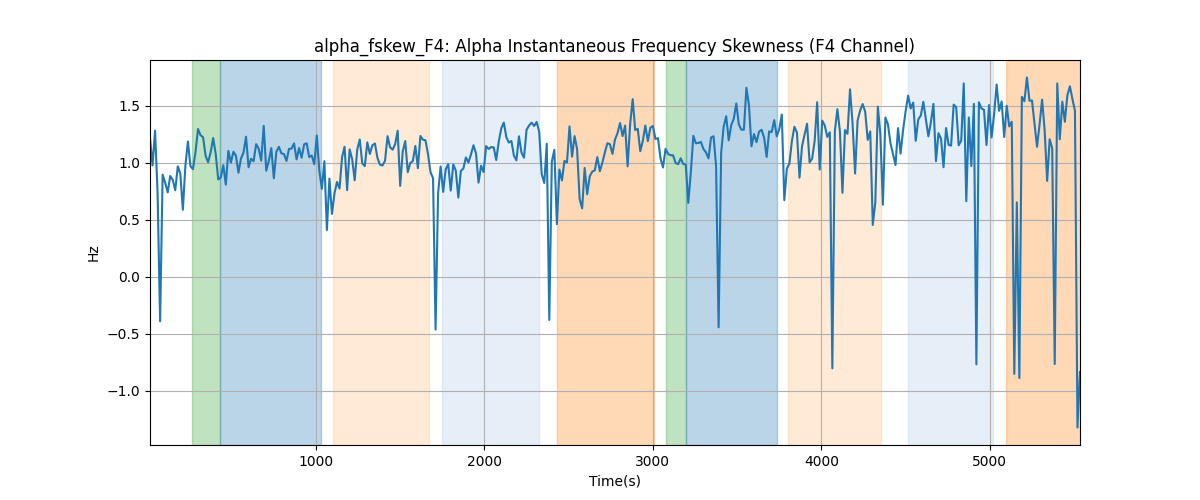 alpha_fskew_F4: Alpha Instantaneous Frequency Skewness (F4 Channel)
1.5
1.0
0.5
0.0
−0.5
−1.0
Hz
1000 2000 3000 4000 5000
Time(s)